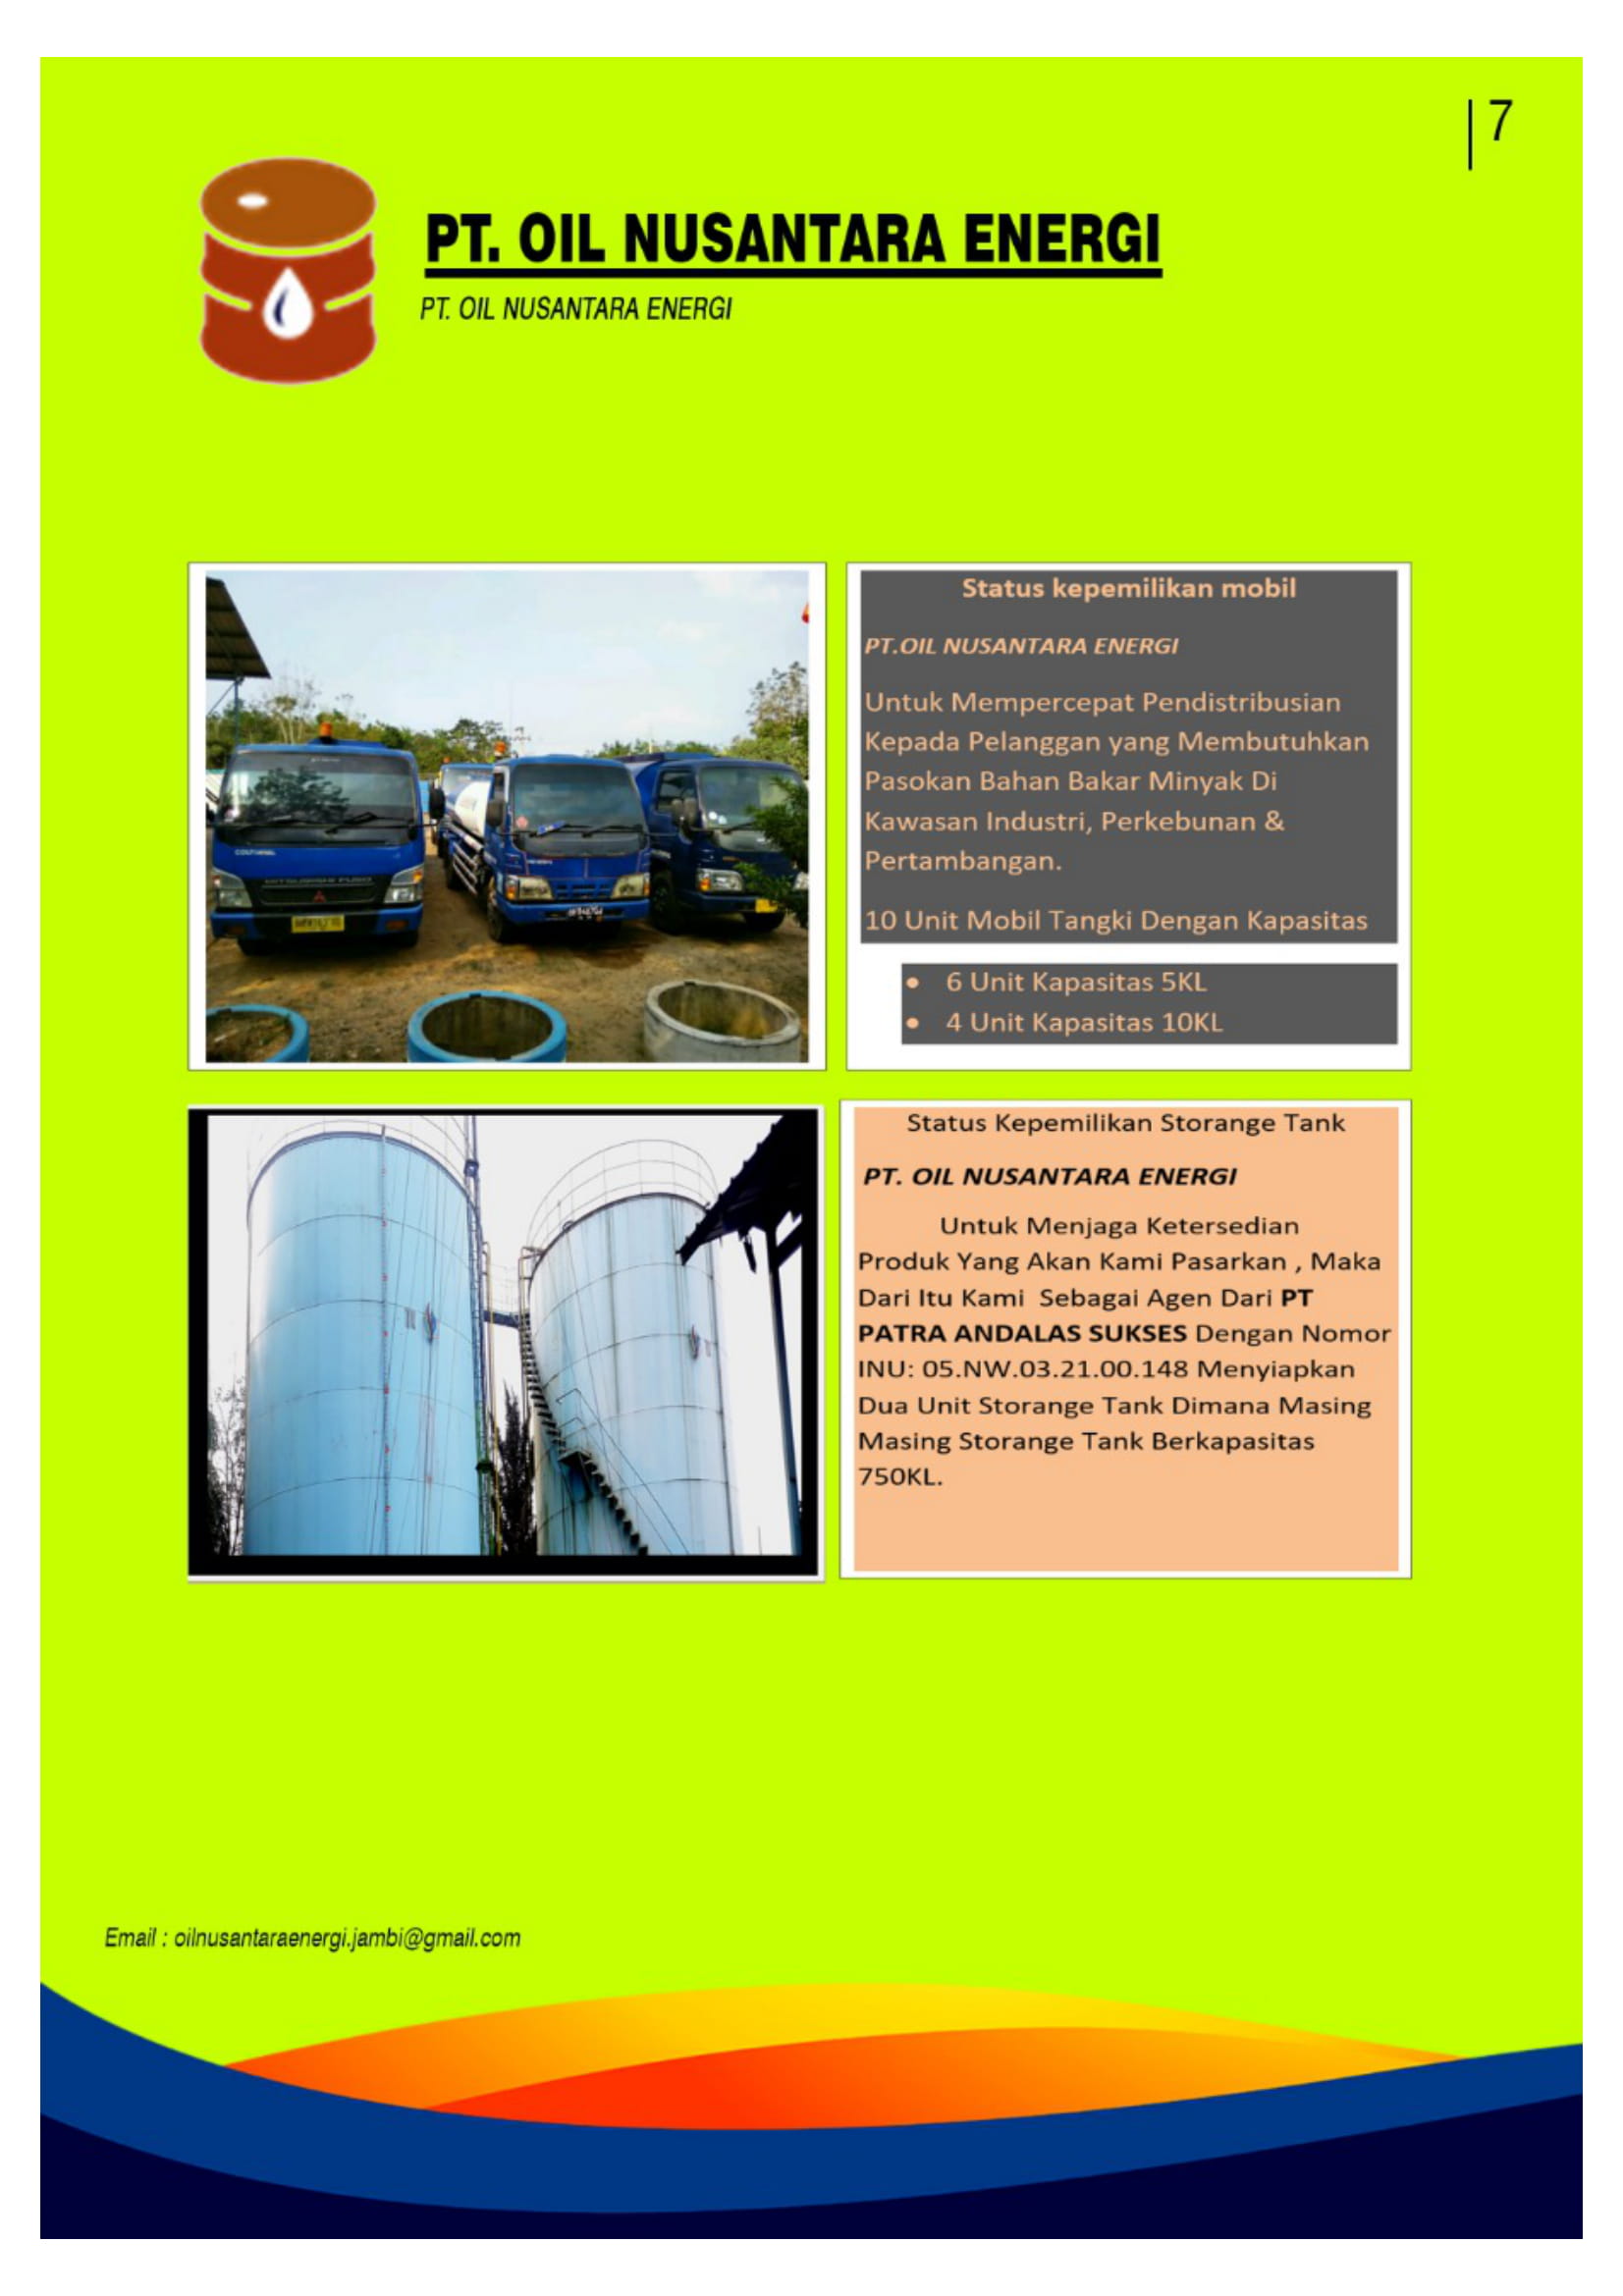 7
PT. OIL NUSANTARA ENERGI
PT. OIL NUSANTARA ENERGI
Status kepemilikan mobil
PT.OIL NUSANTARA ENERGI
Untuk Mempercepat Pendistribusian
Kepada Pelanggan yang Membutuhkan
Pasokan Bahan Bakar Minyak Di
Kawasan Industri, Perkebunan &
Pertambangan.
10 Unit Mobil Tangki Dengan Kapasitas
• 6 Unit Kapasitas 5KL
• 4 Unit Kapasitas 10KL
Status Kepemilikan Storange Tank
PT. OIL NUSANTARA ENERGI
Untuk Menjaga Ketersedian
Produk Yang Akan Kami Pasarkan , Maka
Dari Itu Kami Sebagai Agen Dari PT
PATRA ANDALAS SUKSES Dengan Nomor
INU: 05.NW.03.21.00.148 Menyiapkan
Dua Unit Storange Tank Dimana Masing
Masing Storange Tank Berkapasitas
750KL.
Email : oilnusantaraenergi.jambi@gmail.com